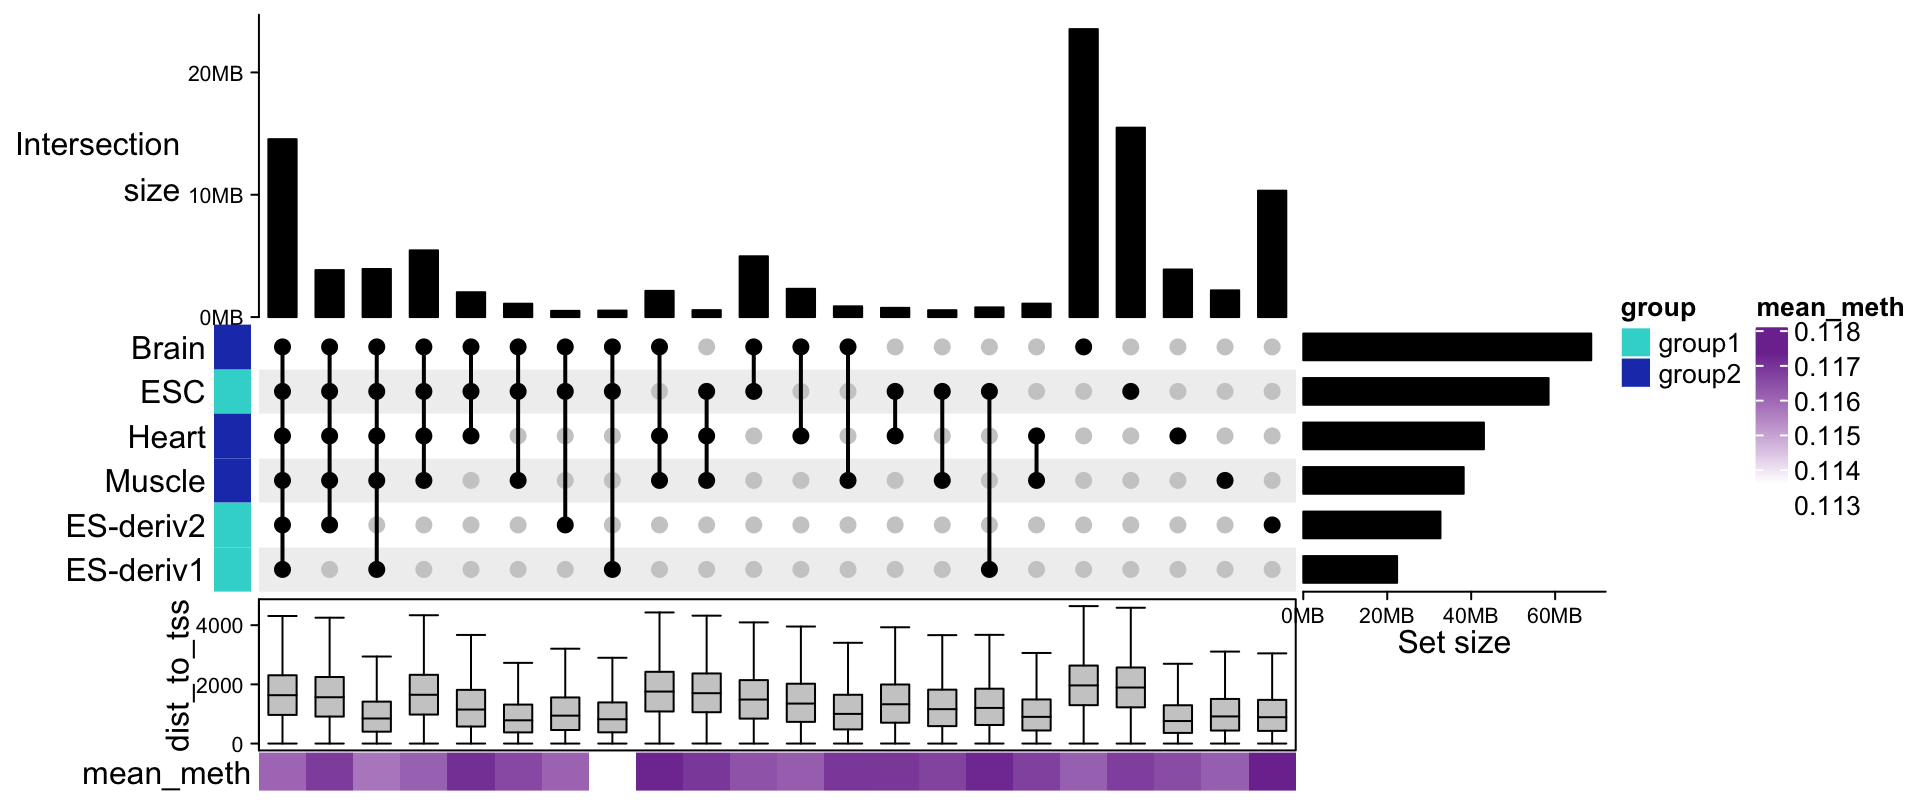 Intersection
size
20MB
10MB
0MB
Brain
ESC
Heart
Muscle
ES-deriv2
ES-deriv1
0MB 20MB 40MB 60MB
Set size
dist_to_tss
4000
2000
0
mean_meth
group
group1
group2
mean_meth
0.118
0.117
0.116
0.115
0.114
0.113